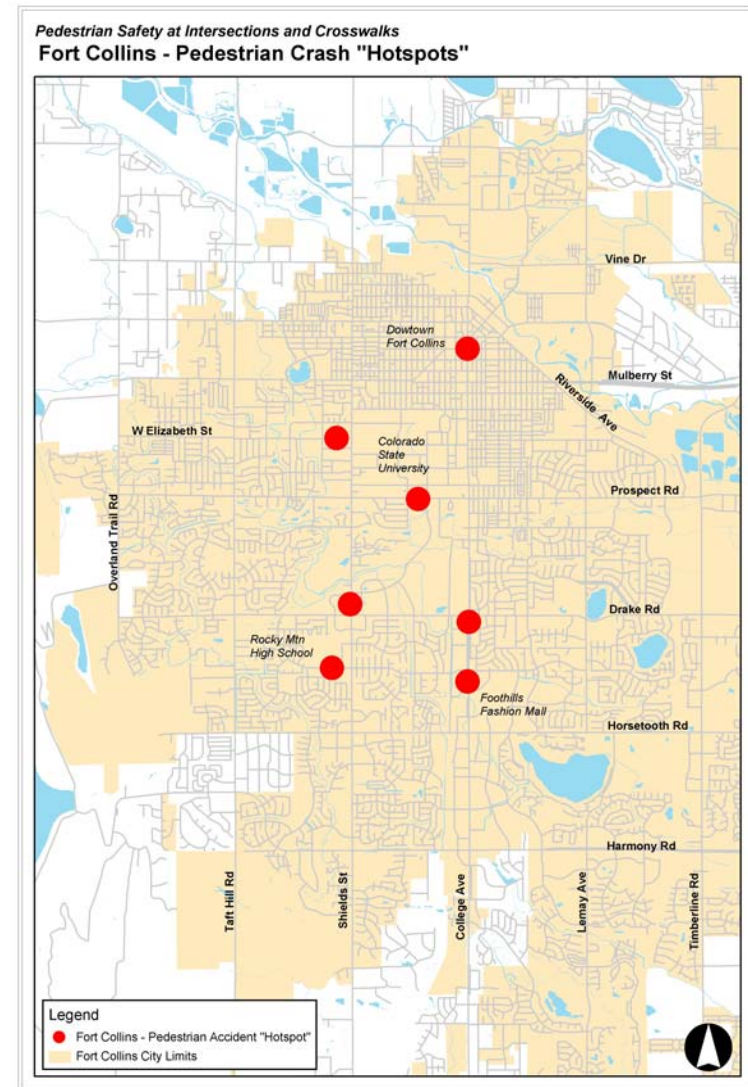 Pedestrian Safety at Intersections and Crosswalks
Fort Collins - Pedestrian Crash "Hotspots"
Vine Dr
Dowtown
Fort Collins
Mulberry St
Riverside Ave
W Elizabeth St
Colorado
State
University
Prospect Rd
Overland Trail Rd
Drake Rd
Rocky Mtn
High School
Foothills
Fashion Mall
Horsetooth Rd
Harmony Rd
Taft Hill Rd
Shields St
College Ave
Lemay Ave
Timberline Rd
Legend
Fort Collins - Pedestrian Accident "Hotspot"
Fort Collins City Limits